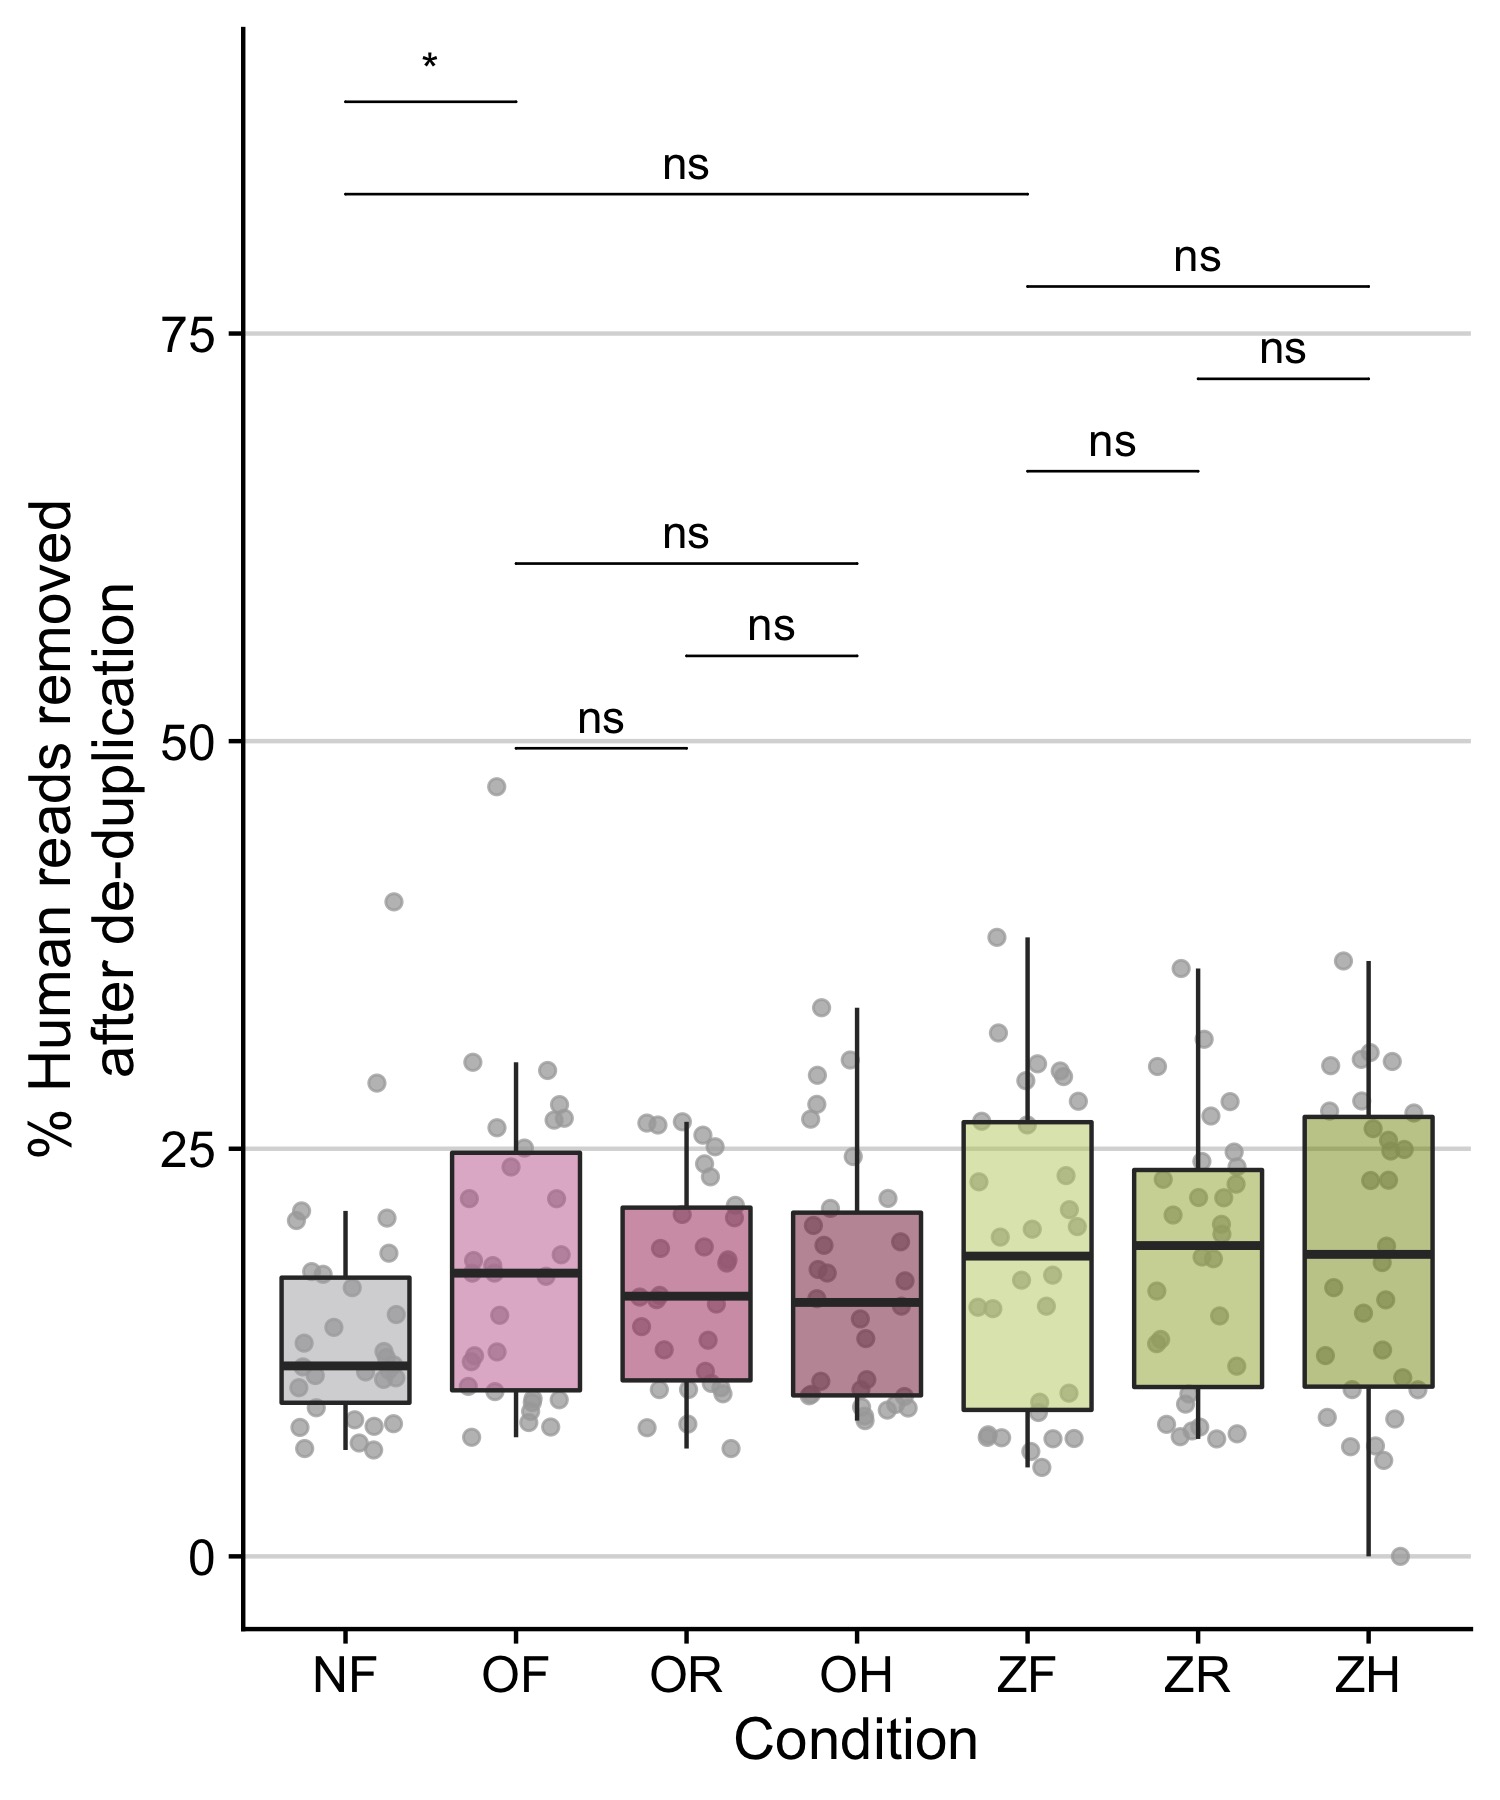 *
ns
ns
75
ns
ns
ns
ns
ns
50
25
0
% Human reads removed
after de-duplication
NF OF OR OH ZF ZR ZH
Condition